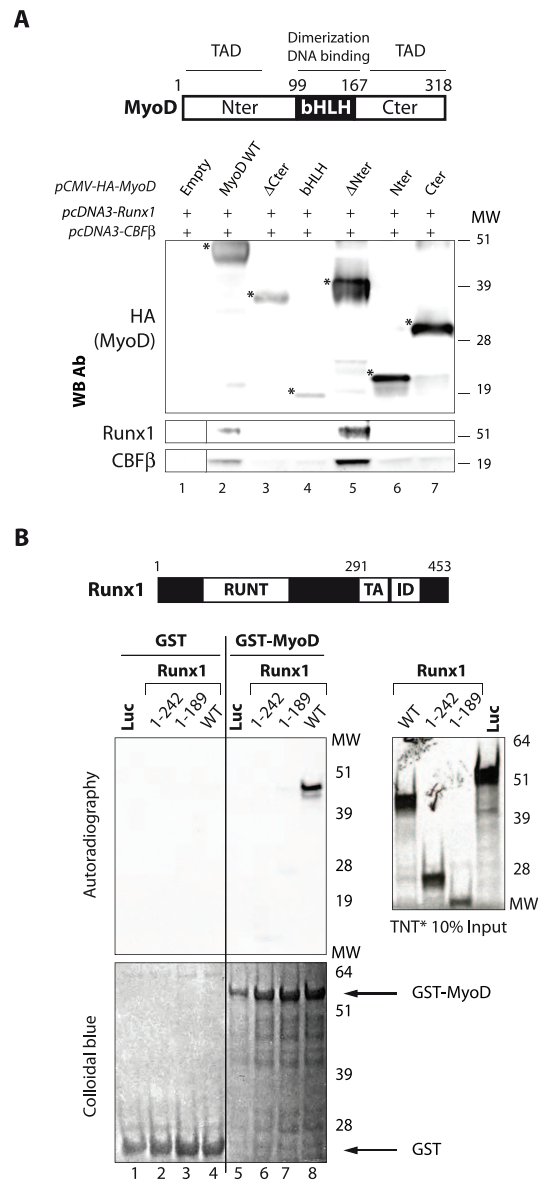 A
Dimerization
TAD DNA binding TAD
1 99 167 318
MyoD Nter bHLH Cter
pCMV-HA-MyoD Empty MyoD WT ΔCter bHLH ΔNter Nter Cter
pcDNA3-Runx1 + + + + + + +
MW
pcDNA3-CBFβ + + + + + + +
51
*
39
*
*
HA
(MyoD)
28
*
*
19
*
WB Ab
Runx1 51
CBFβ 19
1 2 3 4 5 6 7
B
1 291 453
Runx1 RUNT TA ID
GST GST-MyoD
Runx1 Runx1 Runx1
Luc 1-242 1-189 WT Luc 1-242 1-189 WT
WT 1-242 1-189 Luc
MW 64
51 51
39 39
28 28
19 MW
Autoradiography
TNT* 10% Input
MW
64
GST-MyoD
51
39
28
GST
Colloidal blue
1 2 3 4 5 6 7 8